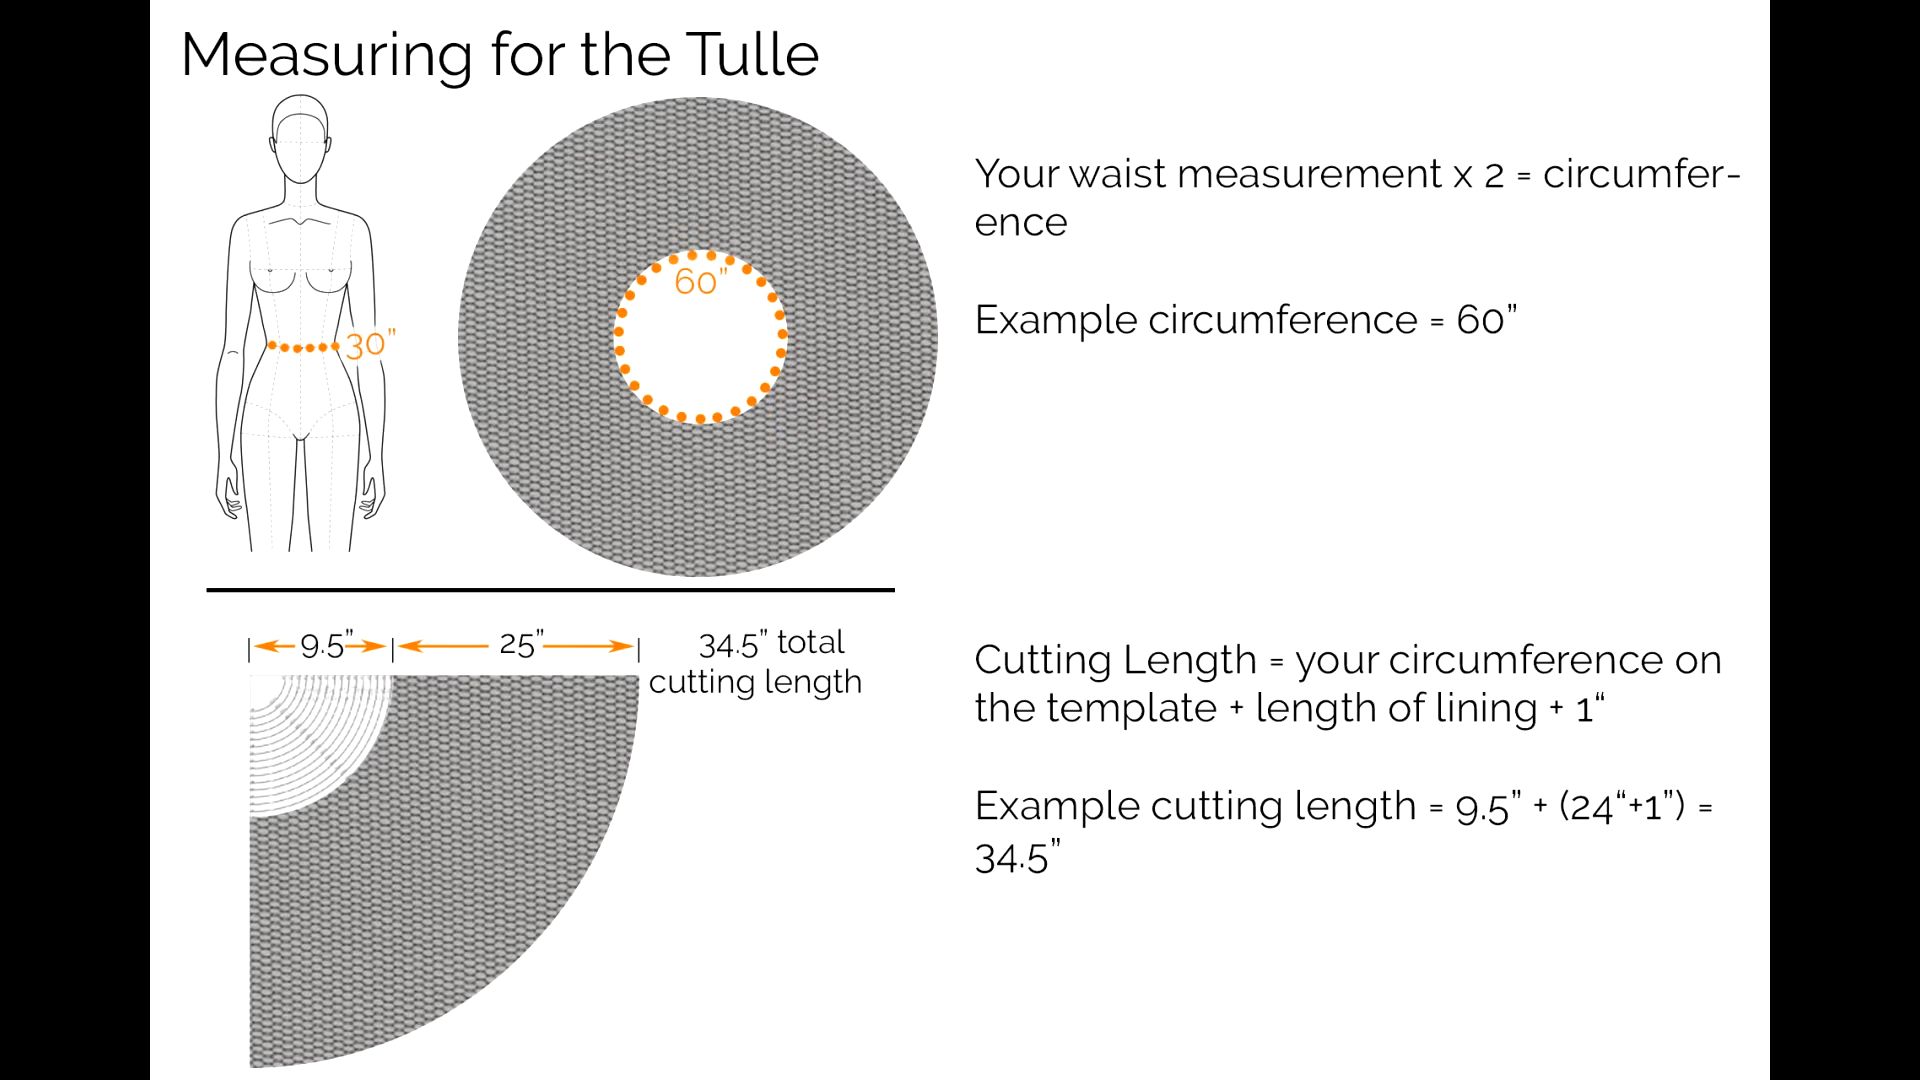 Measuring for the Tulle
30”
60”
Your waist measurement x 2 = circumfer-
ence
Example circumference = 60”
9.5”
25”
34.5” total
cutting length
Cutting Length = your circumference on
the template + length of lining + 1“
Example cutting length = 9.5” + (24“+1”) =
34.5”